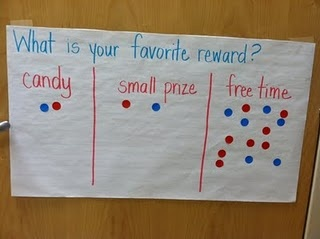 What is your favorite reward?
candy small prize free time